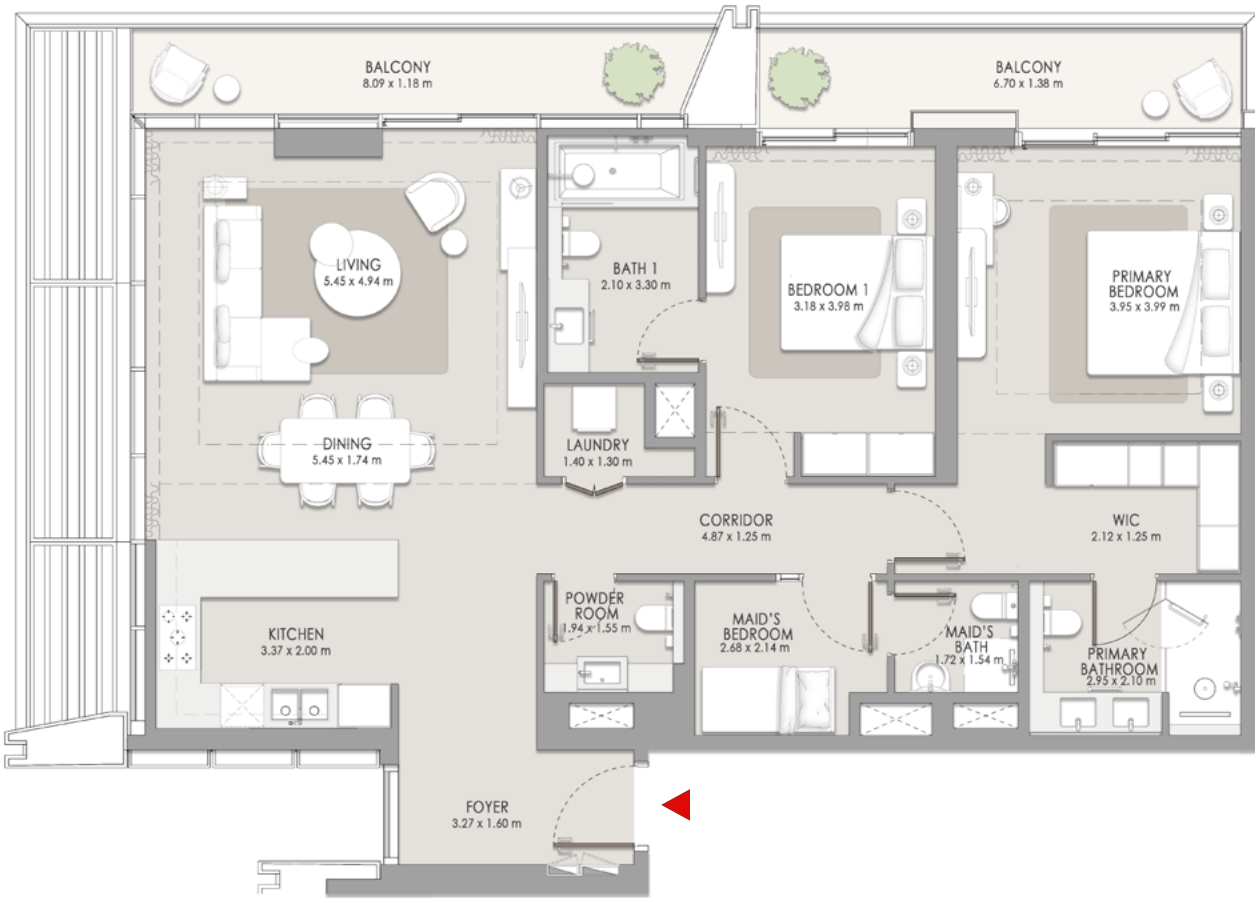 BALCONY
8.09 x 1.18 m
BALCONY
6.70 x 1.38 m
LIVING
5.45 x 4.94 m
BATH 1
2.10 x 3.30 m
BEDROOM 1
3.18 x 3.98 m
PRIMARY
BEDROOM
3.95 x 3.99 m
DINING
5.45 x 1.74 m
LAUNDRY
1.40 x 1.30 m
CORRIDOR
4.87 x 1.25 m
WIC
2.12 x 1.25 m
KITCHEN
3.37 x 2.00 m
POWDER
ROOM
1.94 x 1.55 m
MAID'S
BEDROOM
2.68 x 2.14 m
MAID'S
BATH
1.72 x 1.54 m
PRIMARY
BATHROOM
2.95 x 2.10 m
FOYER
3.27 x 1.60 m